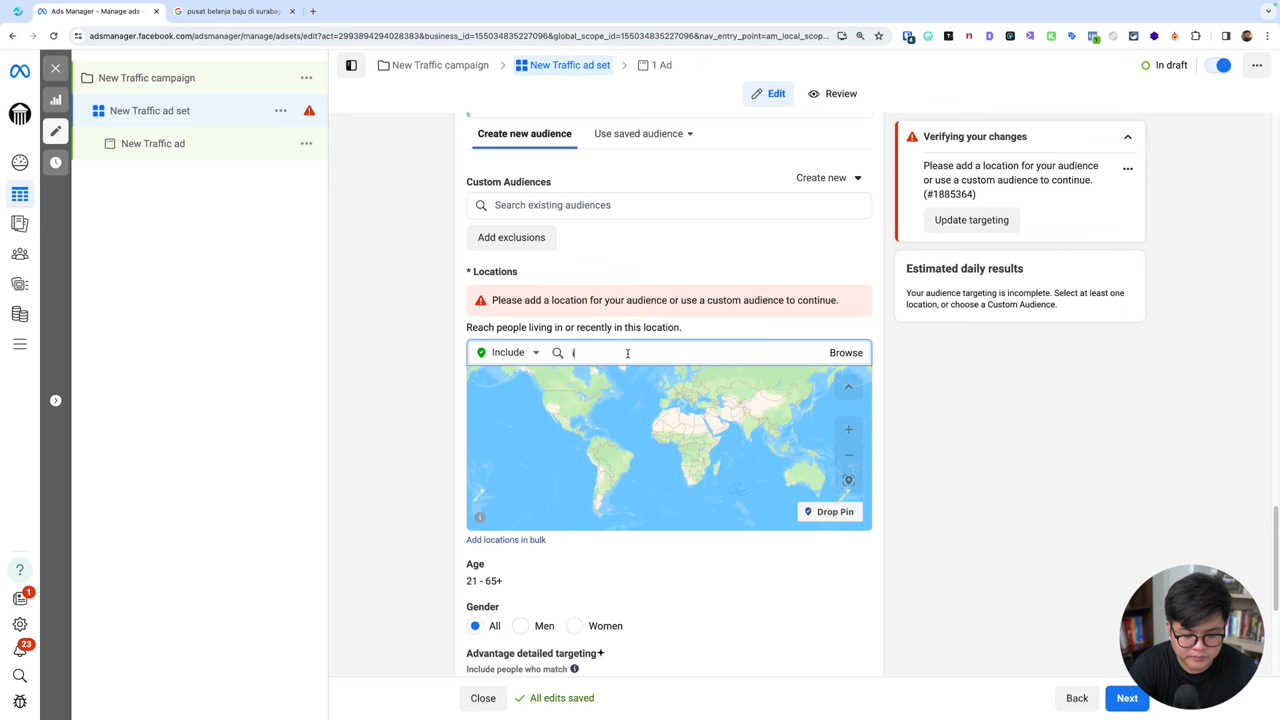 Ads Manager - Manage ads -
pusat belanja baju di surabay
adsmanager.facebook.com/adsmanager/manage/adsets/edit?act=2993894294028383&business_id=155034835227096&global_scope_id=155034835227096&nav_entry_point=am_local_scop...
New Traffic campaign
New Traffic ad set
New Traffic ad
New Traffic campaign
New Traffic ad set
1 Ad
In draft
Edit
Review
Create new audience
Use saved audience
Custom Audiences
Create new
Search existing audiences
Add exclusions
* Locations
Please add a location for your audience or use a custom audience to continue.
Reach people living in or recently in this location.
Include
i
Browse
Drop Pin
Add locations in bulk
Age
21 - 65+
Gender
All
Men
Women
Advantage detailed targeting+
Include people who match
Close
All edits saved
Back
Next
Verifying your changes
Please add a location for your audience
or use a custom audience to continue.
(#1885364)
Update targeting
Estimated daily results
Your audience targeting is incomplete. Select at least one
location, or choose a Custom Audience.
1
23